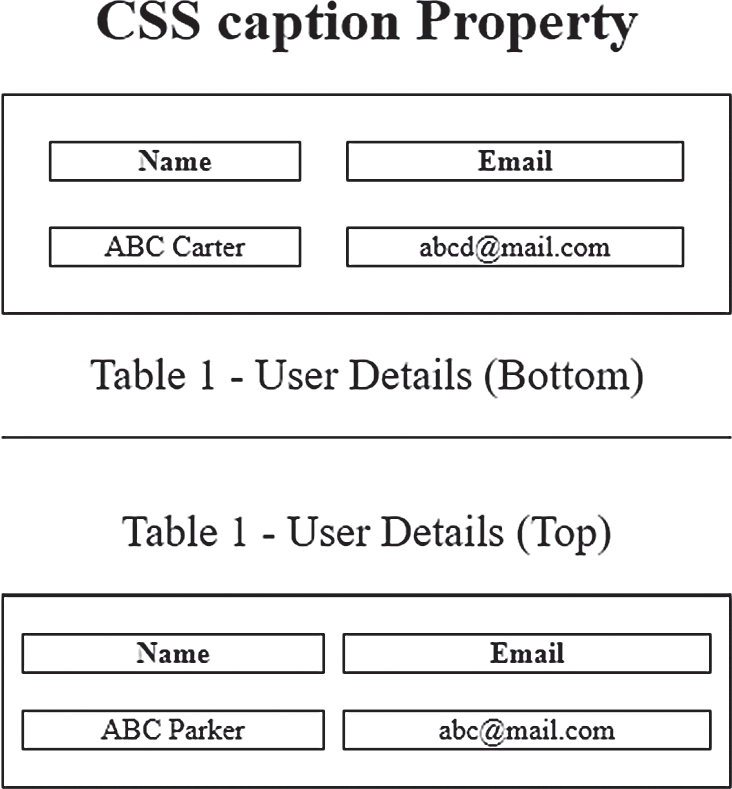 CSS caption Property
Name Email
ABC Carter abcd@mail.com
Table 1 - User Details (Bottom)
Table 1 - User Details (Top)
Name Email
ABC Parker abc@mail.com